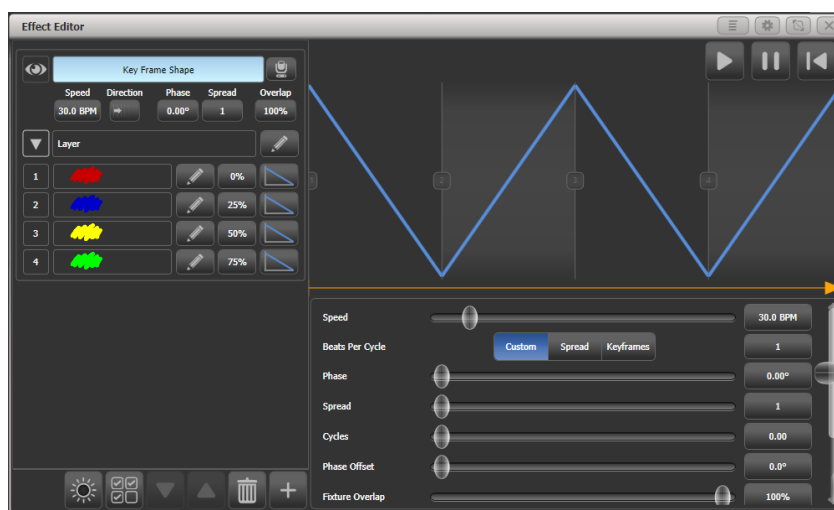 Effect Editor
Key Frame Shape
Speed Direction Phase Spread Overlap
30.0 BPM 0.00° 1 100%
Layer
1 0%
2 25%
3 50%
4 75%
1 2 3 4
Speed 30.0 BPM
Beats Per Cycle Custom Spread Keyframes 1
Phase 0.00°
Spread 1
Cycles 0.00
Phase Offset 0.0°
Fixture Overlap 100%